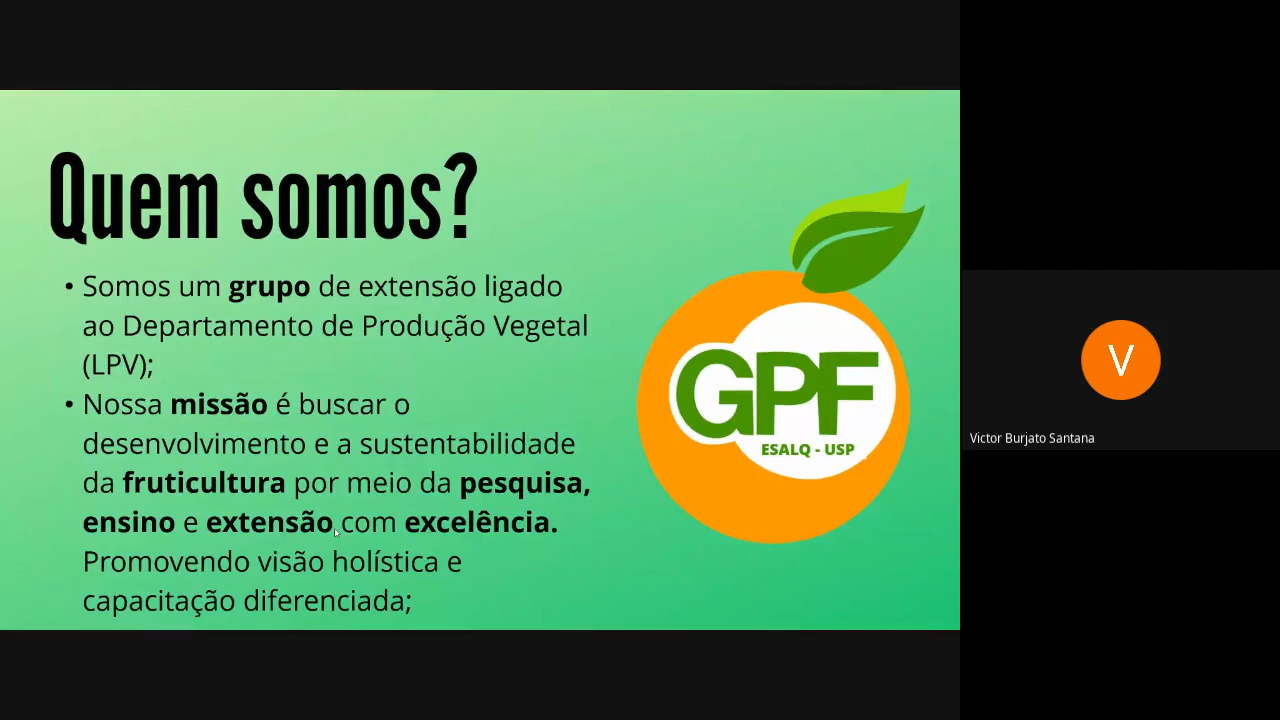 Quem somos?
• Somos um grupo de extensão ligado
ao Departamento de Produção Vegetal
(LPV);
• Nossa missão é buscar o
desenvolvimento e a sustentabilidade
da fruticultura por meio da pesquisa,
ensino e extensão com excelência.
Promovendo visão holística e
capacitação diferenciada;
GPF
ESALQ - USP
V
Victor Burjato Santana